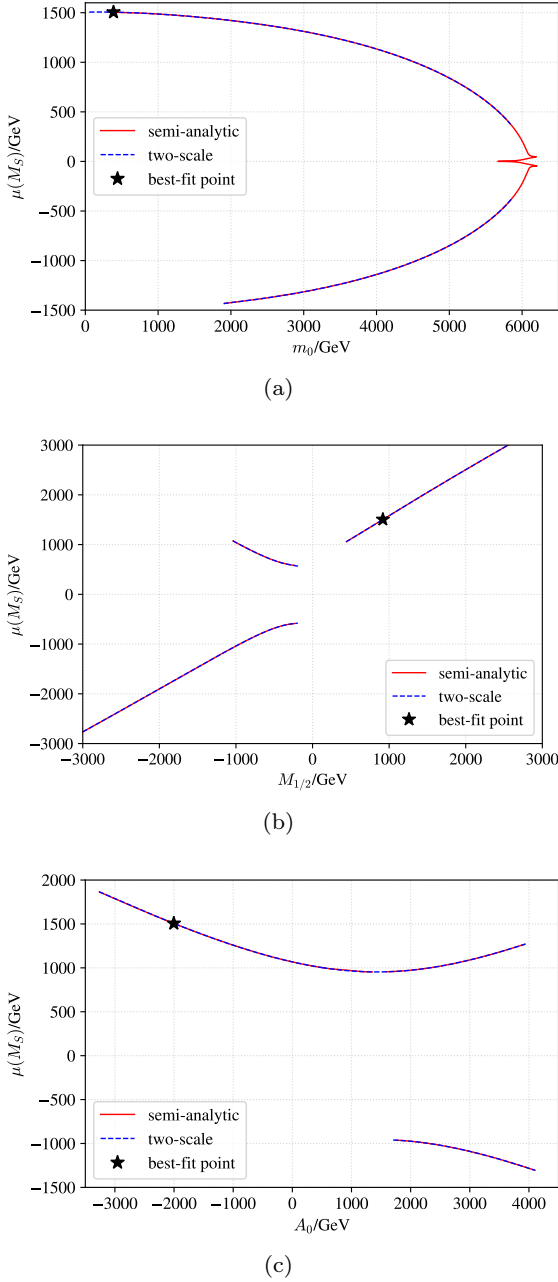 1500
1000
500
0
−500
−1000
−1500
μ(M_S)/GeV
semi-analytic
two-scale
best-fit point
0 1000 2000 3000 4000 5000 6000
m_0/GeV
(a)
3000
2000
1000
0
−1000
−2000
−3000
μ(M_S)/GeV
semi-analytic
two-scale
best-fit point
−3000 −2000 −1000 0 1000 2000 3000
M_{1/2}/GeV
(b)
2000
1500
1000
500
0
−500
−1000
−1500
μ(M_S)/GeV
semi-analytic
two-scale
best-fit point
−3000 −2000 −1000 0 1000 2000 3000 4000
A_0/GeV
(c)